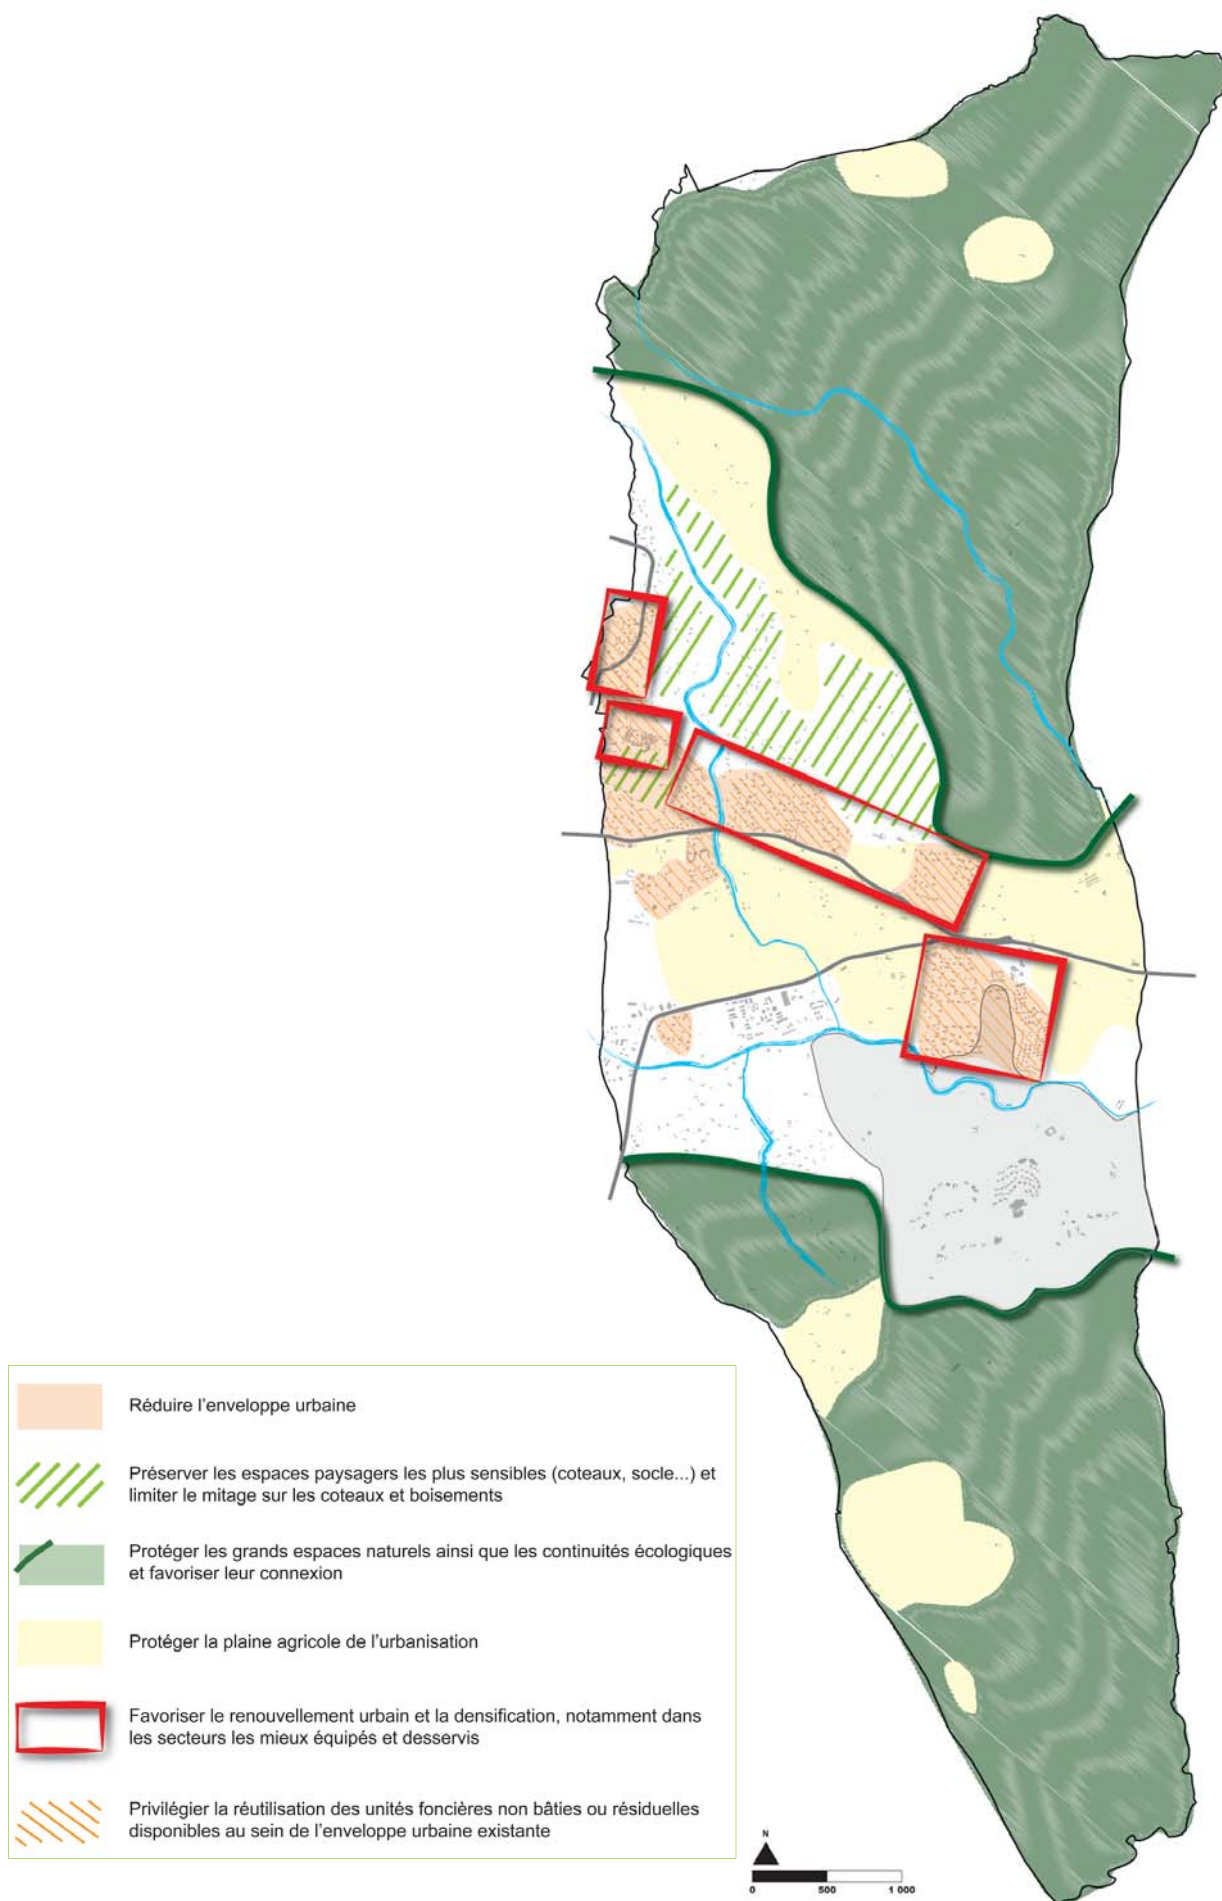 Réduire l’enveloppe urbaine
Préserver les espaces paysagers les plus sensibles (coteaux, socle...) et
limiter le mitage sur les coteaux et boisements
Protéger les grands espaces naturels ainsi que les continuités écologiques
et favoriser leur connexion
Protéger la plaine agricole de l’urbanisation
Favoriser le renouvellement urbain et la densification, notamment dans
les secteurs les mieux équipés et desservis
Privilégier la réutilisation des unités foncières non bâties ou résiduelles
disponibles au sein de l’enveloppe urbaine existante
N
0 500 1 000